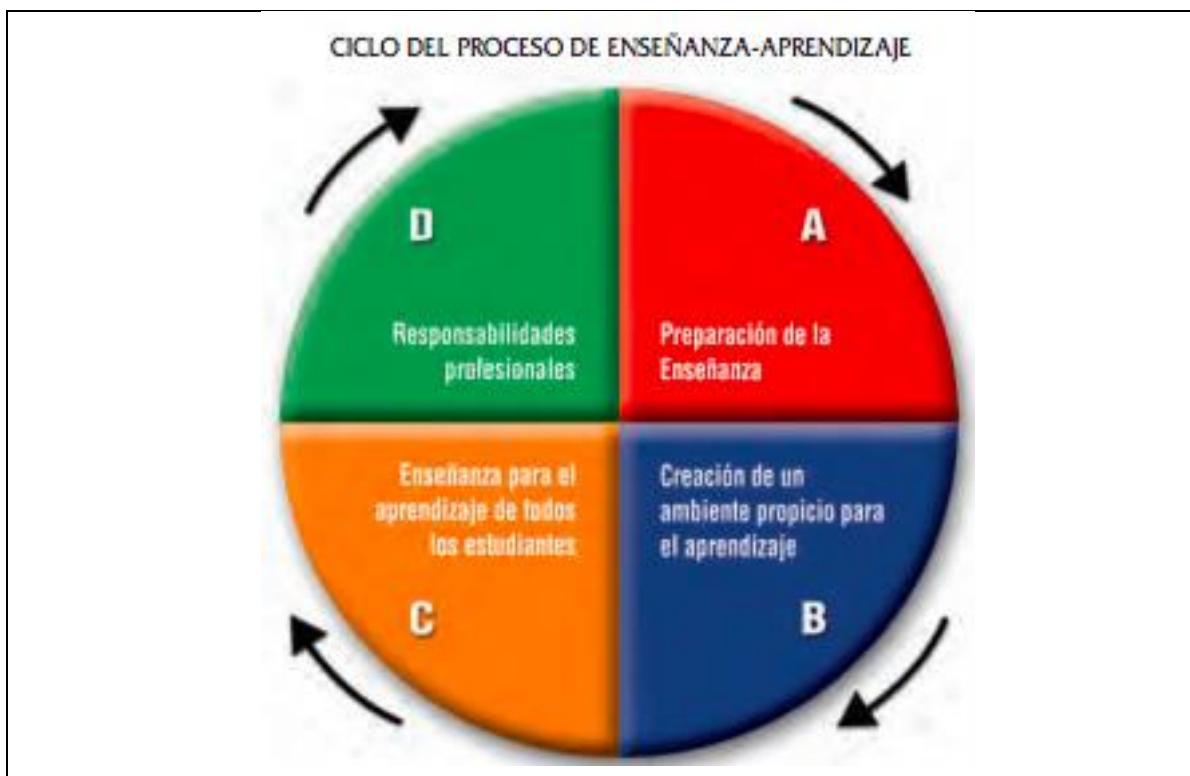 CICLO DEL PROCESO DE ENSEÑANZA-APRENDIZAJE
D
Responsabilidades
profesionales
A
Preparación de la
Enseñanza
Enseñanza para el
aprendizaje de todos
los estudiantes
C
Creación de un
ambiente propicio para
el aprendizaje
B